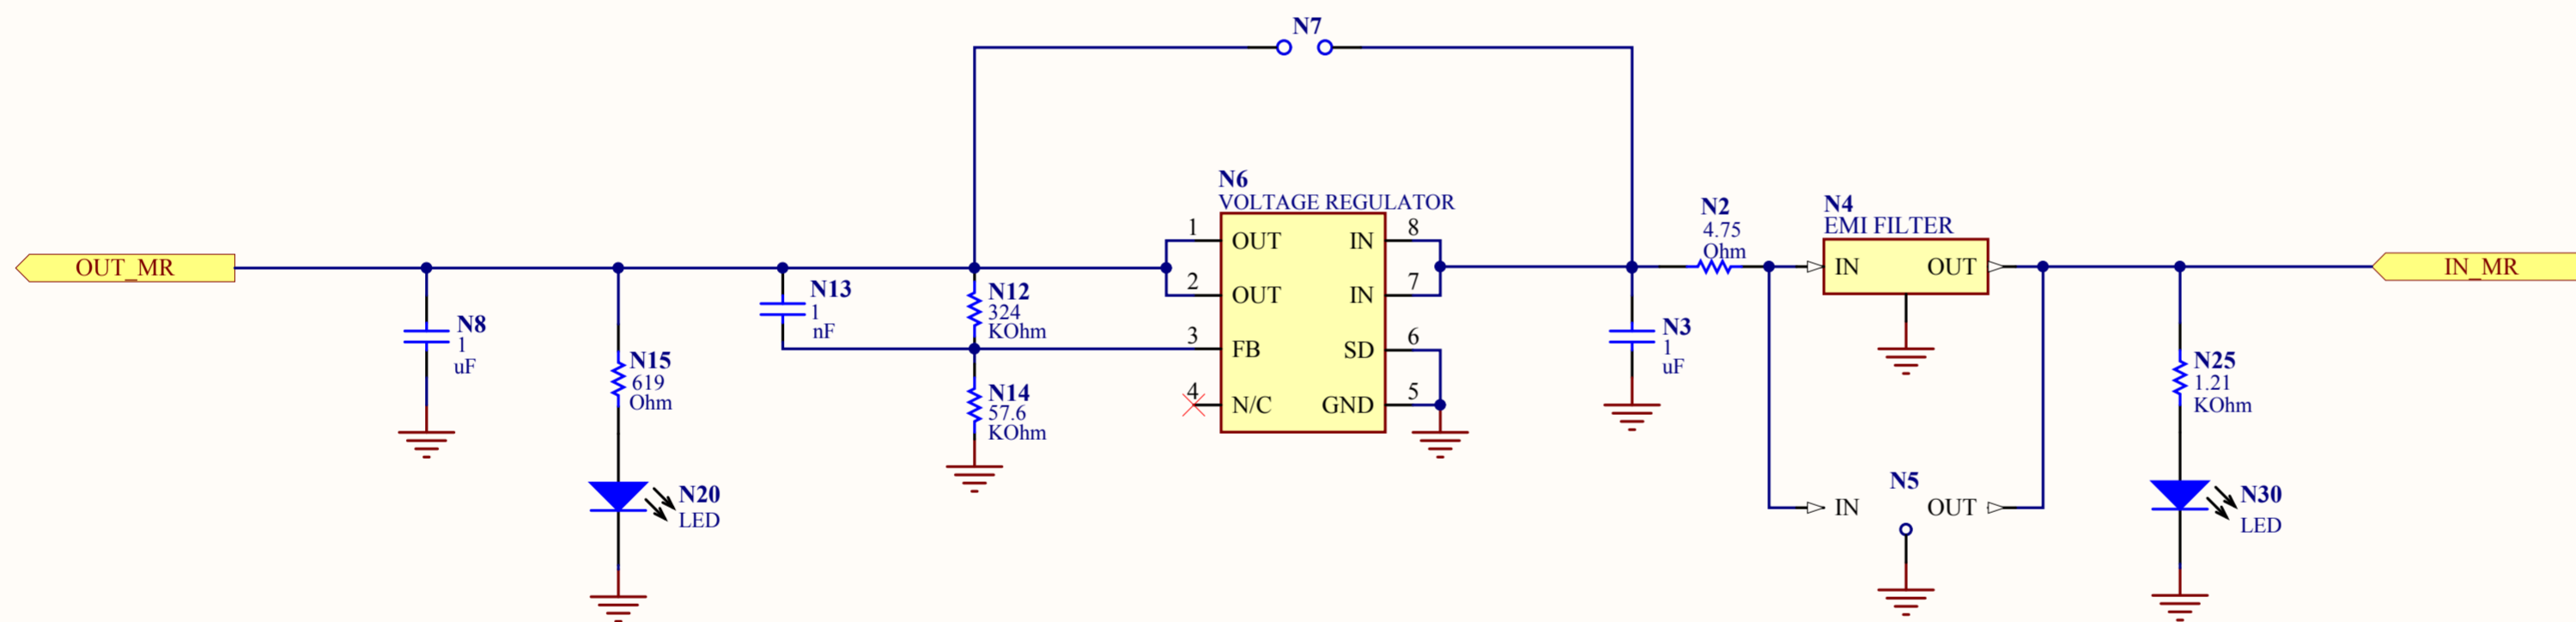 N7
N6
VOLTAGE REGULATOR
1 OUT IN 8
2 OUT IN 7
3 FB SD 6
4 N/C GND 5
OUT_MR
N8
1
uF
N15
619
Ohm
N20
LED
N13
1
nF
N12
324
KOhm
N14
57.6
KOhm
N3
1
uF
N2
4.75
Ohm
N4
EMI FILTER
IN OUT
N5
IN OUT
IN_MR
N25
1.21
KOhm
N30
LED